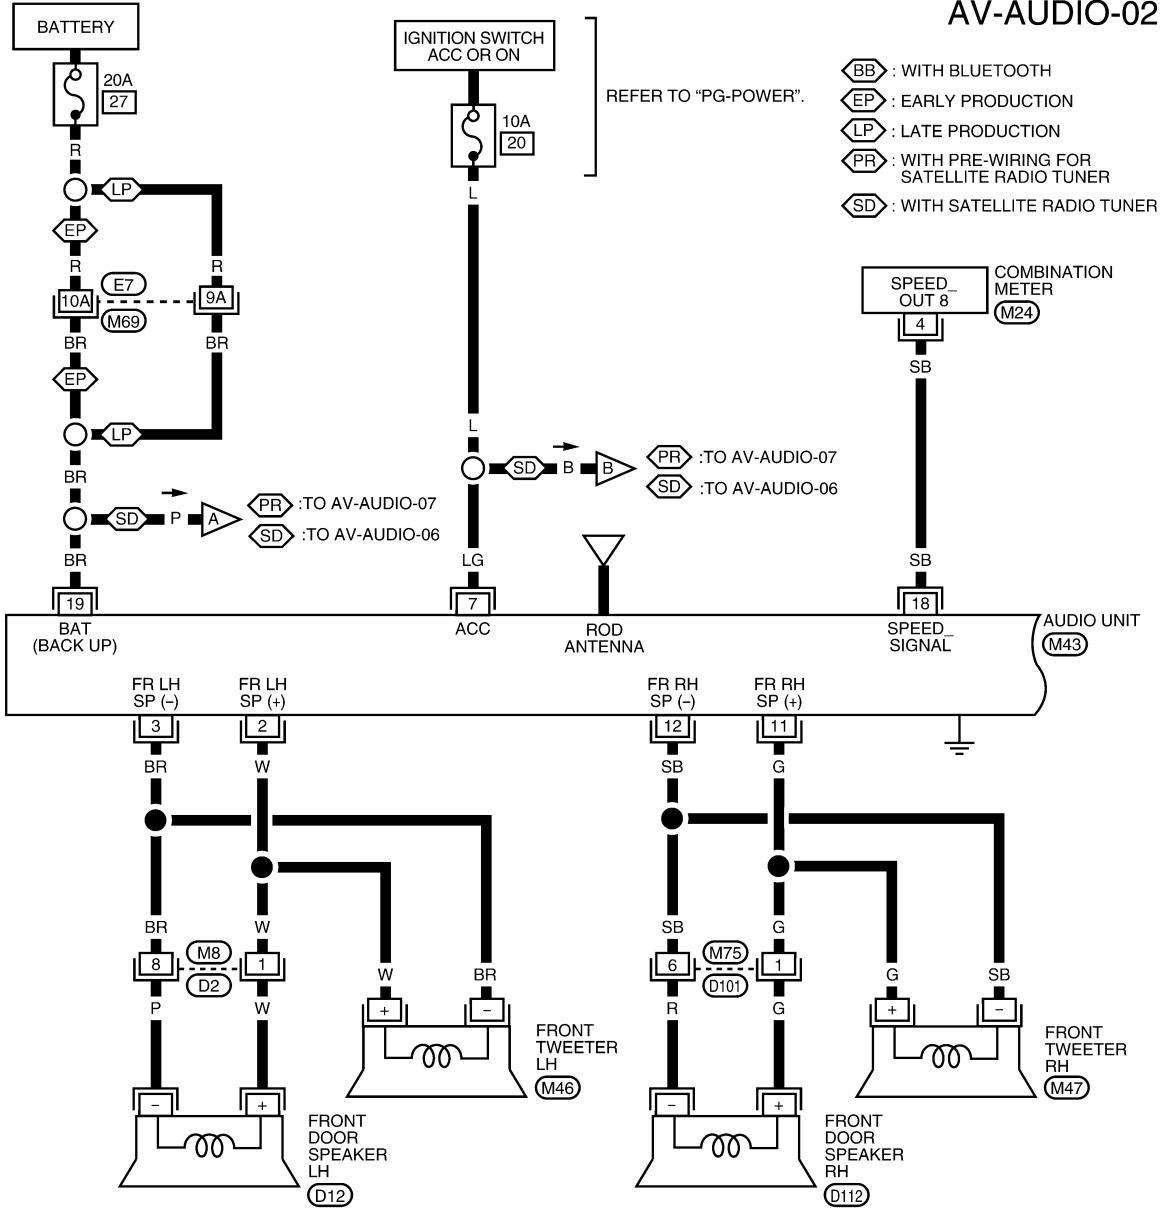 AV-AUDIO-02
BATTERY
20A
27
R
LP
EP
R
R
10A
E7
M69
9A
BR
BR
EP
LP
BR
SD
P
A
PR :TO AV-AUDIO-07
SD :TO AV-AUDIO-06
BR
19
IGNITION SWITCH
ACC OR ON
10A
20
REFER TO “PG-POWER”.
L
L
SD
B
B
PR :TO AV-AUDIO-07
SD :TO AV-AUDIO-06
LG
7
BB : WITH BLUETOOTH
EP : EARLY PRODUCTION
LP : LATE PRODUCTION
PR : WITH PRE-WIRING FOR
SATELLITE RADIO TUNER
SD : WITH SATELLITE RADIO TUNER
SPEED_
OUT 8
COMBINATION
METER
M24
4
SB
SB
18
BAT
(BACK UP)
ACC
ROD
ANTENNA
SPEED_
SIGNAL
AUDIO UNIT
M43
FR LH
SP (–)
FR LH
SP (+)
FR RH
SP (–)
FR RH
SP (+)
3
2
12
11
BR
W
SB
G
BR
W
SB
G
8
M8
D2
1
6
M75
D101
1
W
BR
G
SB
P
W
R
G
+
–
+
–
FRONT
TWEETER
LH
M46
FRONT
TWEETER
RH
M47
–
+
–
+
FRONT
DOOR
SPEAKER
LH
D12
FRONT
DOOR
SPEAKER
RH
D112